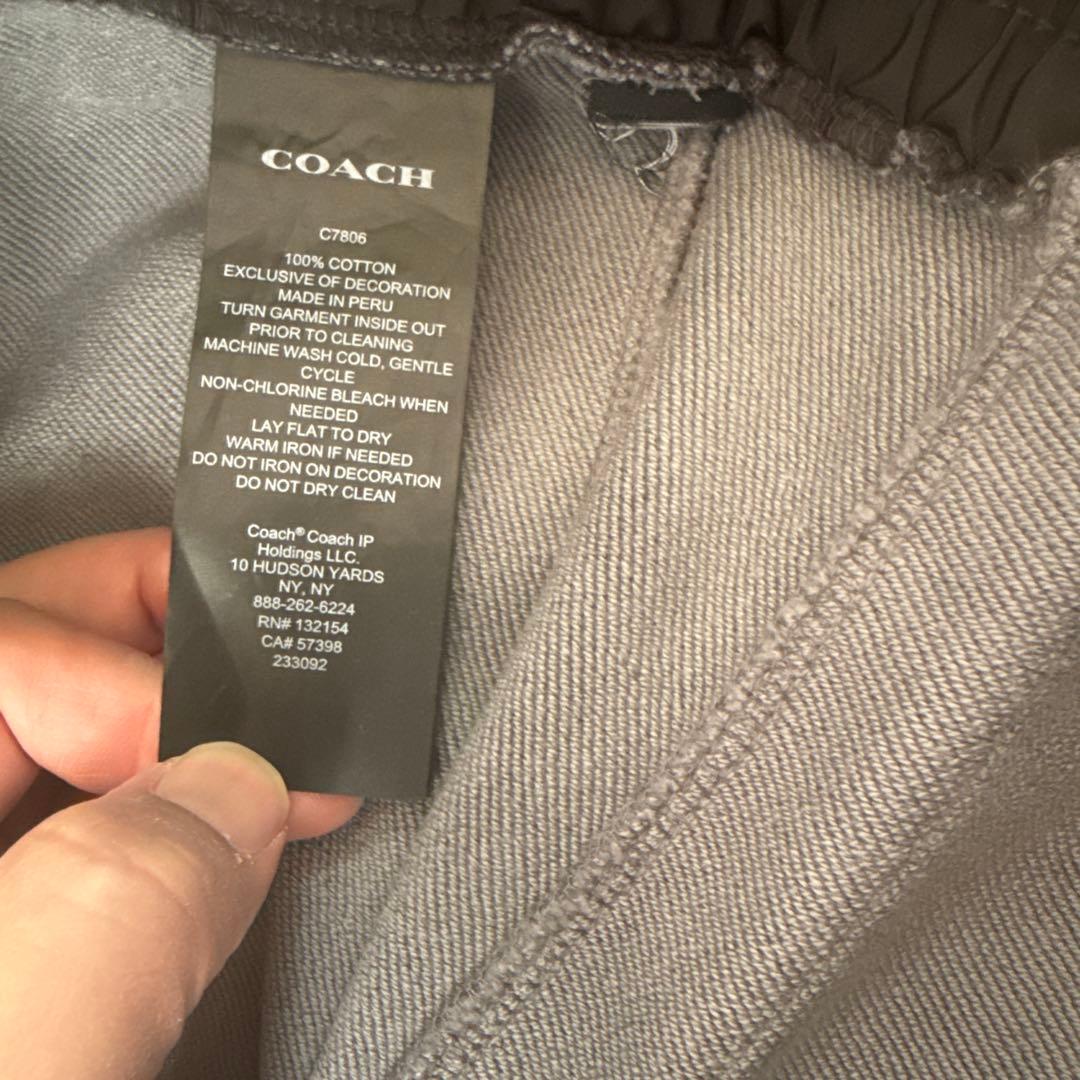 COACH
C7806
100% COTTON
EXCLUSIVE OF DECORATION
MADE IN PERU
TURN GARMENT INSIDE OUT
PRIOR TO CLEANING
MACHINE WASH COLD, GENTLE
CYCLE
NON-CHLORINE BLEACH WHEN
NEEDED
LAY FLAT TO DRY
WARM IRON IF NEEDED
DO NOT IRON ON DECORATION
DO NOT DRY CLEAN
Coach® Coach IP
Holdings LLC.
10 HUDSON YARDS
NY, NY
888-262-6224
RN# 132154
CA# 57398
233092